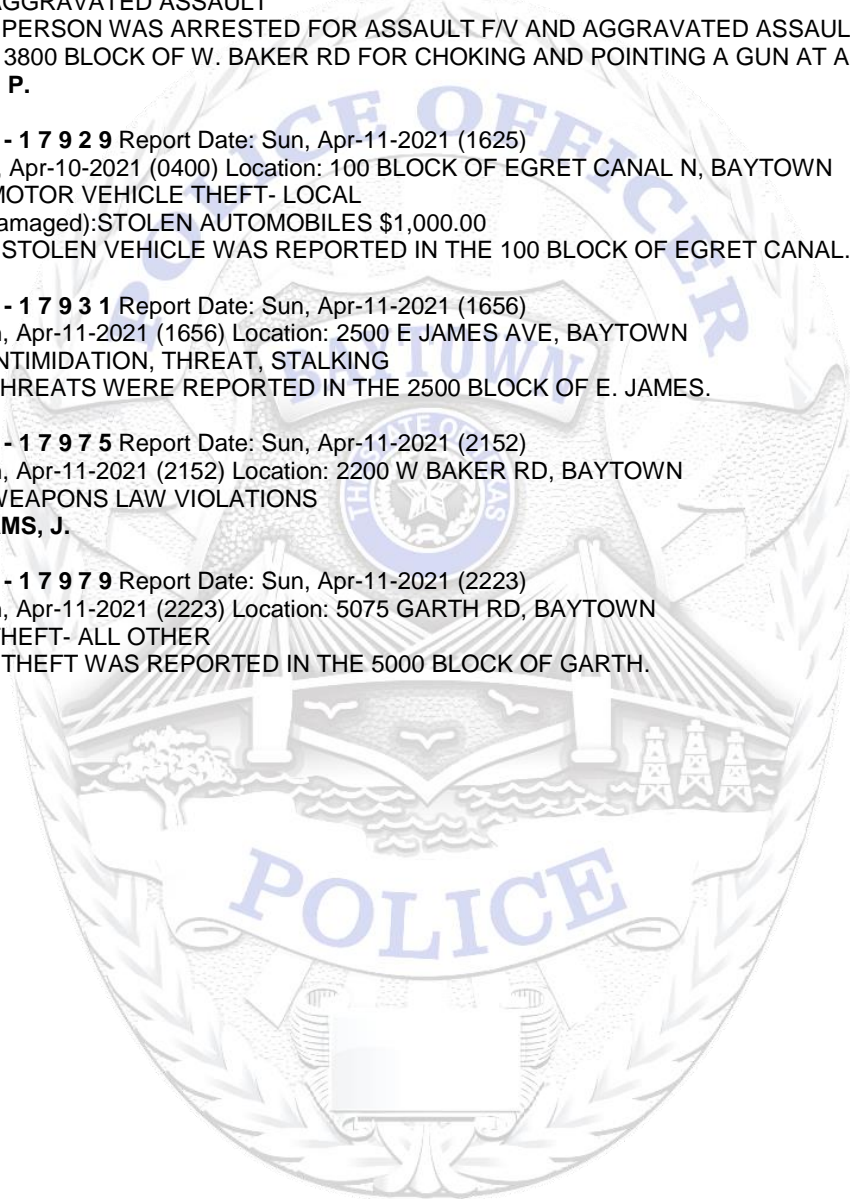 AGGRAVATED ASSAULT
PERSON WAS ARRESTED FOR ASSAULT F/V AND AGGRAVATED ASSAUL
3800 BLOCK OF W. BAKER RD FOR CHOKING AND POINTING A GUN AT A
P.
- 1 7 9 2 9 Report Date: Sun, Apr-11-2021 (1625)
, Apr-10-2021 (0400) Location: 100 BLOCK OF EGRET CANAL N, BAYTOWN
MOTOR VEHICLE THEFT- LOCAL
amaged):STOLEN AUTOMOBILES $1,000.00
STOLEN VEHICLE WAS REPORTED IN THE 100 BLOCK OF EGRET CANAL.
- 1 7 9 3 1 Report Date: Sun, Apr-11-2021 (1656)
, Apr-11-2021 (1656) Location: 2500 E JAMES AVE, BAYTOWN
NTIMIDATION, THREAT, STALKING
HREATS WERE REPORTED IN THE 2500 BLOCK OF E. JAMES.
- 1 7 9 7 5 Report Date: Sun, Apr-11-2021 (2152)
, Apr-11-2021 (2152) Location: 2200 W BAKER RD, BAYTOWN
WEAPONS LAW VIOLATIONS
MS, J.
- 1 7 9 7 9 Report Date: Sun, Apr-11-2021 (2223)
, Apr-11-2021 (2223) Location: 5075 GARTH RD, BAYTOWN
HEFT- ALL OTHER
THEFT WAS REPORTED IN THE 5000 BLOCK OF GARTH.
POLICE OFFICER
BAYTOWN
THE STATE OF TEXAS
POLICE